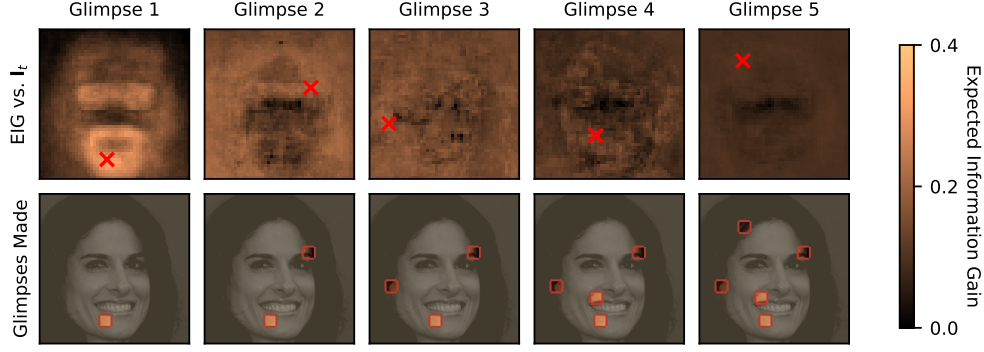 Glimpse 1 Glimpse 2 Glimpse 3 Glimpse 4 Glimpse 5
EIG vs. I_t
Glimpses Made
0.4
0.2
0.0
Expected Information Gain